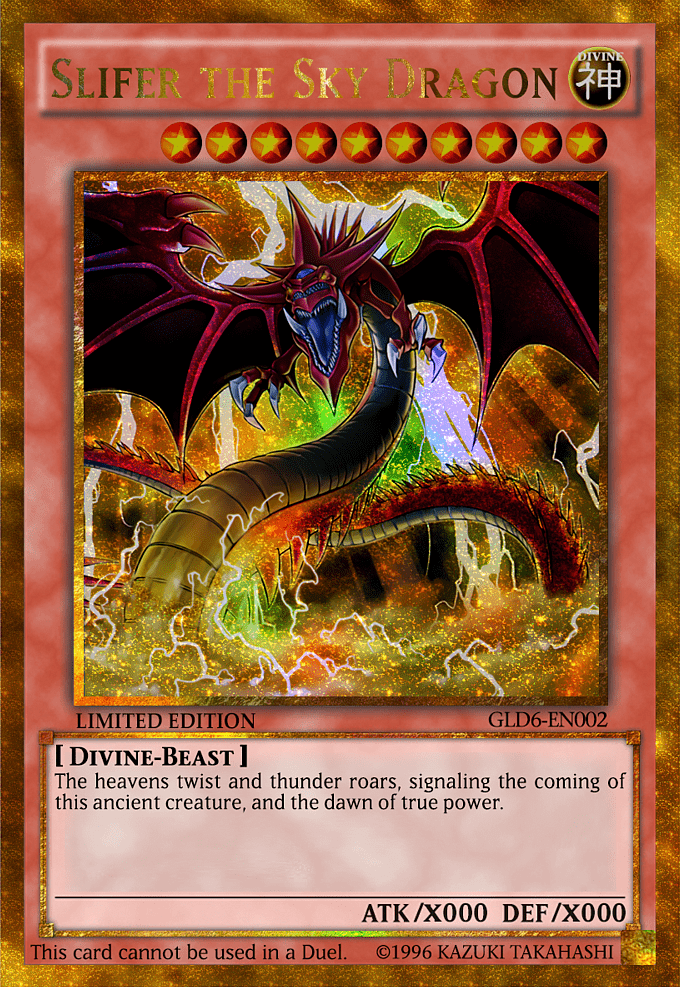 SLIFER THE SKY DRAGON
DIVINE
神
LIMITED EDITION
GLD6-EN002
[ DIVINE-BEAST ]
The heavens twist and thunder roars, signaling the coming of
this ancient creature, and the dawn of true power.
ATK/X000 DEF/X000
This card cannot be used in a Duel. ©1996 KAZUKI TAKAHASHI